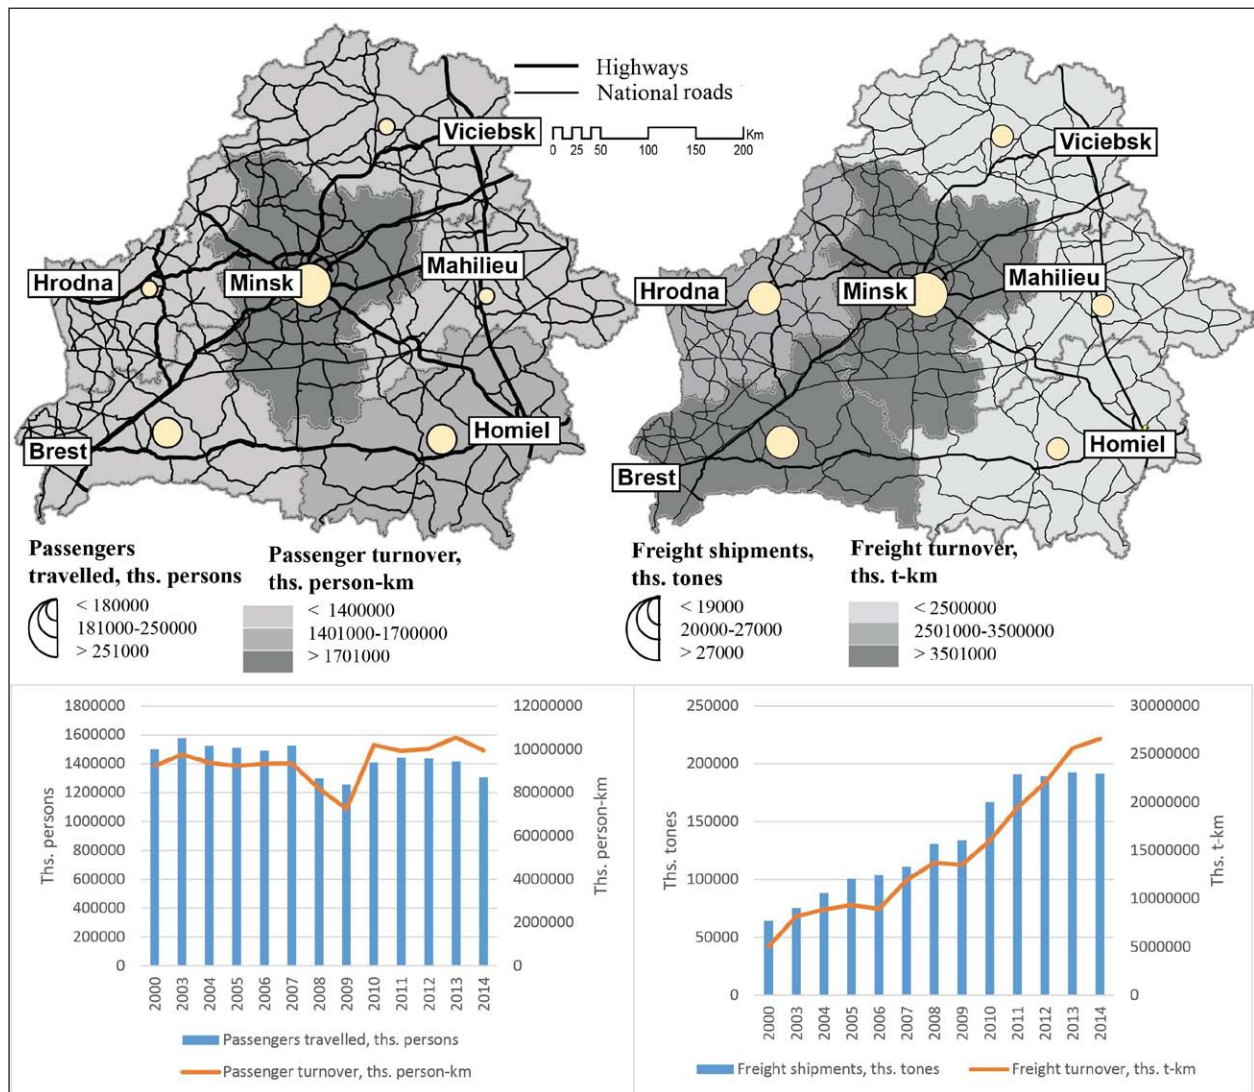 Highways
National roads
Km
0 25 50 100 150 200
Viciebsk
Hrodna
Minsk
Mahilieu
Brest
Homiel
Viciebsk
Hrodna
Minsk
Mahilieu
Brest
Homiel
Passengers
travelled, ths. persons
< 180000
181000-250000
> 251000
Passenger turnover,
ths. person-km
< 1400000
1401000-1700000
> 1701000
Freight shipments,
ths. tones
< 19000
20000-27000
> 27000
Freight turnover,
ths. t-km
< 2500000
2501000-3500000
> 3501000
1800000
1600000
1400000
1200000
1000000
800000
600000
400000
200000
0
Ths. persons
12000000
10000000
8000000
6000000
4000000
2000000
0
Ths. person-km
2000 2003 2004 2005 2006 2007 2008 2009 2010 2011 2012 2013 2014
Passengers travelled, ths. persons
Passenger turnover, ths. person-km
250000
200000
150000
100000
50000
0
Ths. tones
30000000
25000000
20000000
15000000
10000000
5000000
0
Ths. t-km
2000 2003 2004 2005 2006 2007 2008 2009 2010 2011 2012 2013 2014
Freight shipments, ths. tones
Freight turnover, ths. t-km